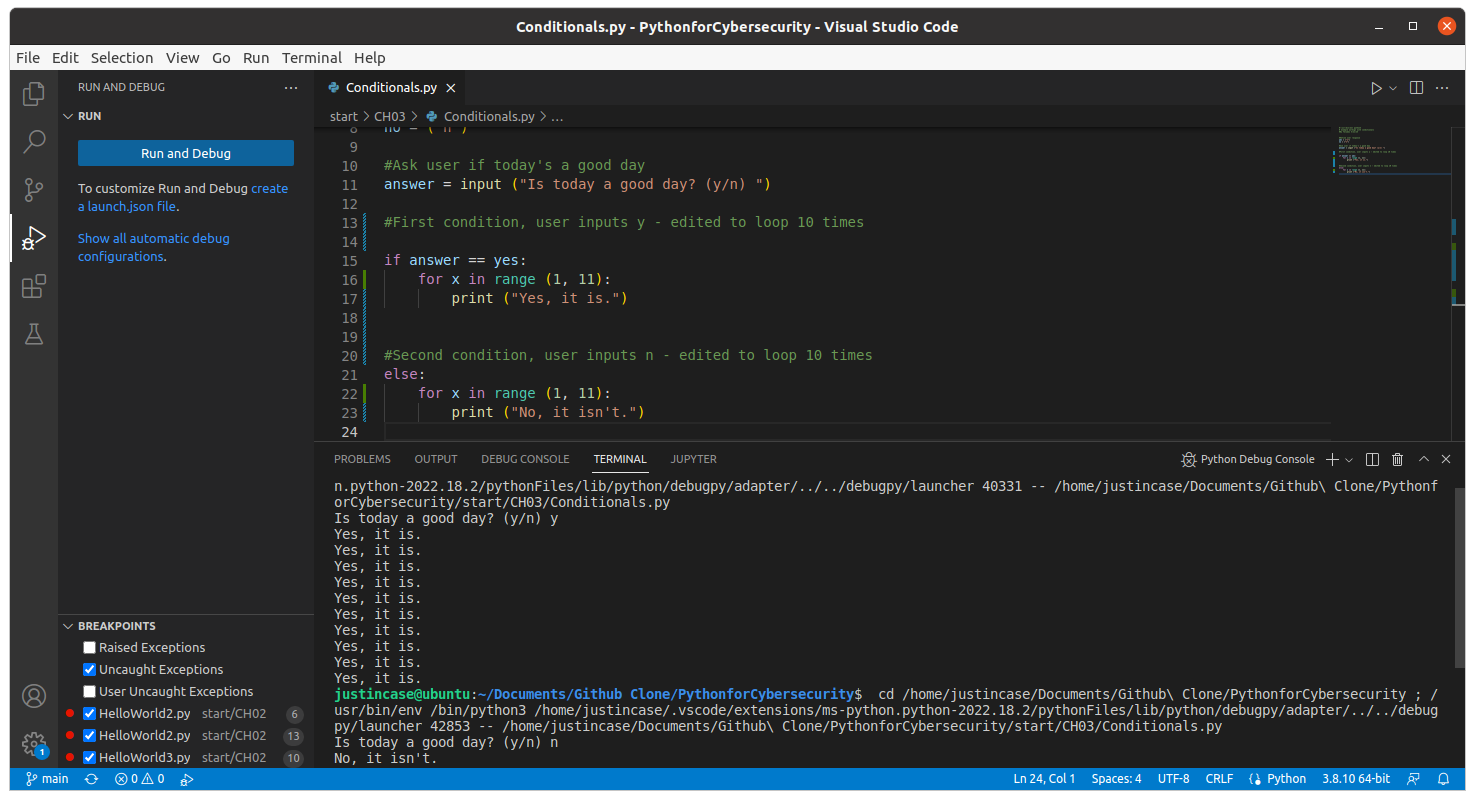 Conditionals.py - PythonforCybersecurity - Visual Studio Code
File Edit Selection View Go Run Terminal Help
RUN AND DEBUG
RUN
Run and Debug
To customize Run and Debug create
a launch.json file.
Show all automatic debug
configurations.
BREAKPOINTS
Raised Exceptions
Uncaught Exceptions
User Uncaught Exceptions
HelloWorld2.py start/CH02 6
HelloWorld2.py start/CH02 13
HelloWorld3.py start/CH02 10
1
Conditionals.py
start > CH03 > Conditionals.py > ...
8 no = ('n')
9
10 #Ask user if today's a good day
11 answer = input ("Is today a good day? (y/n) ")
12
13 #First condition, user inputs y - edited to loop 10 times
14
15 if answer == yes:
16     for x in range (1, 11):
17         print ("Yes, it is.")
18
19
20 #Second condition, user inputs n - edited to loop 10 times
21 else:
22     for x in range (1, 11):
23         print ("No, it isn't.")
24
PROBLEMS OUTPUT DEBUG CONSOLE TERMINAL JUPYTER
Python Debug Console
n.python-2022.18.2/pythonFiles/lib/python/debugpy/adapter/../../debugpy/launcher 40331 -- /home/justincase/Documents/Github\ Clone/Pythonf
orCybersecurity/start/CH03/Conditionals.py
Is today a good day? (y/n) y
Yes, it is.
Yes, it is.
Yes, it is.
Yes, it is.
Yes, it is.
Yes, it is.
Yes, it is.
Yes, it is.
Yes, it is.
Yes, it is.
justincase@ubuntu:~/Documents/Github Clone/PythonforCybersecurity$  cd /home/justincase/Documents/Github\ Clone/PythonforCybersecurity ; /
usr/bin/env /bin/python3 /home/justincase/.vscode/extensions/ms-python.python-2022.18.2/pythonFiles/lib/python/debugpy/adapter/../../debug
py/launcher 42853 -- /home/justincase/Documents/Github\ Clone/PythonforCybersecurity/start/CH03/Conditionals.py
Is today a good day? (y/n) n
No, it isn't.
main 0 0 Ln 24, Col 1 Spaces: 4 UTF-8 CRLF Python 3.8.10 64-bit